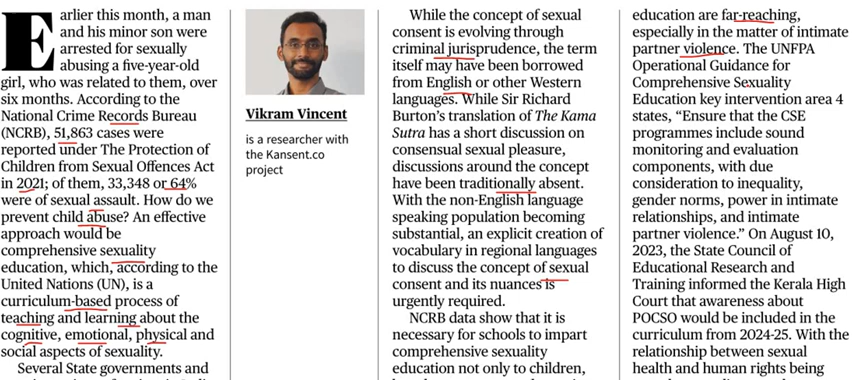 Earlier this month, a man
and his minor son were
arrested for sexually
abusing a five-year-old
girl, who was related to them, over
six months. According to the
National Crime Records Bureau
(NCRB), 51,863 cases were
reported under The Protection of
Children from Sexual Offences Act
in 2021; of them, 33,348 or 64%
were of sexual assault. How do we
prevent child abuse? An effective
approach would be
comprehensive sexuality
education, which, according to the
United Nations (UN), is a
curriculum-based process of
teaching and learning about the
cognitive, emotional, physical and
social aspects of sexuality.
Several State governments and
Vikram Vincent
is a researcher with
the Kansent.co
project
While the concept of sexual
consent is evolving through
criminal jurisprudence, the term
itself may have been borrowed
from English or other Western
languages. While Sir Richard
Burton's translation of The Kama
Sutra has a short discussion on
consensual sexual pleasure,
discussions around the concept
have been traditionally absent.
With the non-English language
speaking population becoming
substantial, an explicit creation of
vocabulary in regional languages
to discuss the concept of sexual
consent and its nuances is
urgently required.
NCRB data show that it is
necessary for schools to impart
comprehensive sexuality
education not only to children,
education are far-reaching,
especially in the matter of intimate
partner violence. The UNFPA
Operational Guidance for
Comprehensive Sexuality
Education key intervention area 4
states, "Ensure that the CSE
programmes include sound
monitoring and evaluation
components, with due
consideration to inequality,
gender norms, power in intimate
relationships, and intimate
partner violence." On August 10,
2023, the State Council of
Educational Research and
Training informed the Kerala High
Court that awareness about
POCSO would be included in the
curriculum from 2024-25. With the
relationship between sexual
health and human rights being